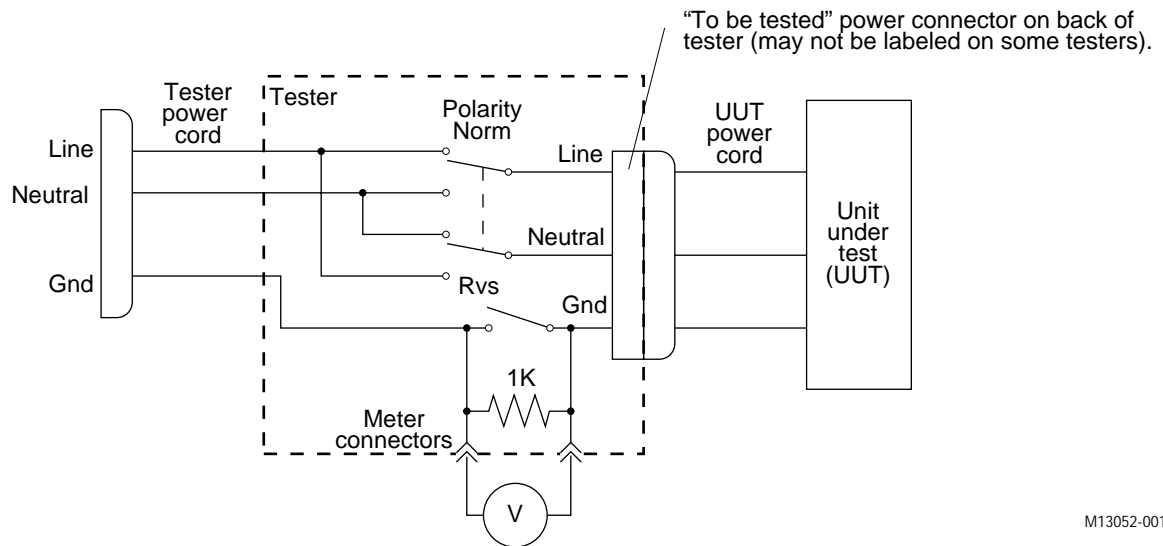 “To be tested” power connector on back of
tester (may not be labeled on some testers).
Tester
power
cord
Tester
Polarity
Norm
UUT
power
cord
Line
Line
Neutral
Neutral
Unit
under
test
(UUT)
Gnd
Rvs
Gnd
1K
Meter
connectors
V
M13052-001